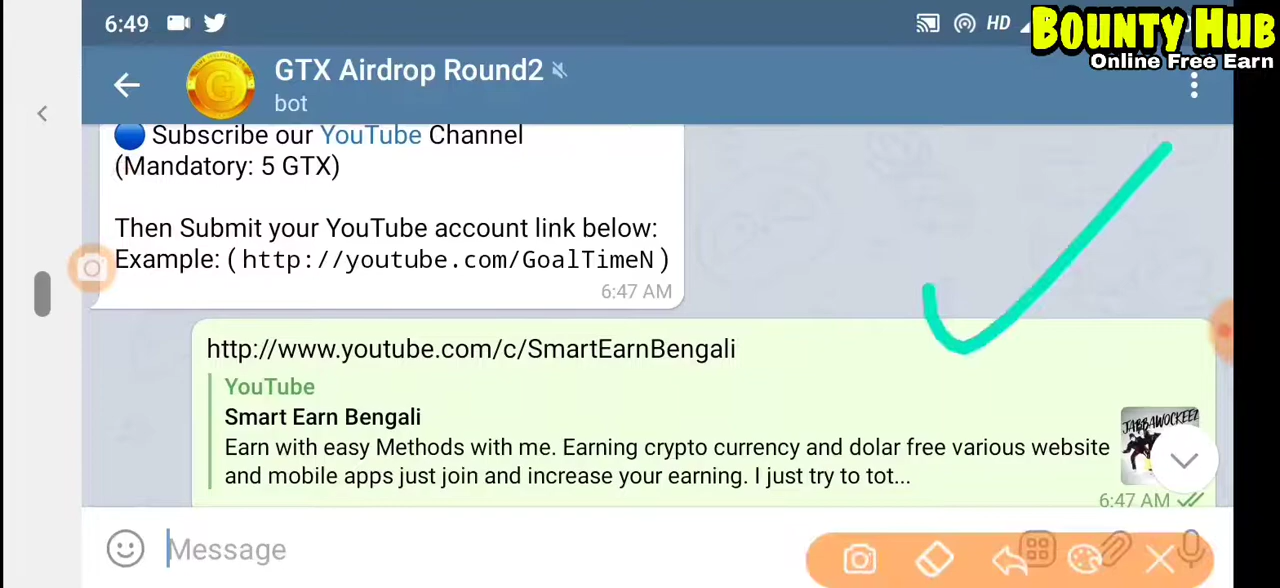 6:49
HD
BOUNTY HUB
Online Free Earn
GTX Airdrop Round2
bot
Subscribe our YouTube Channel
(Mandatory: 5 GTX)
Then Submit your YouTube account link below:
Example: (http://youtube.com/GoalTimeN)
6:47 AM
http://www.youtube.com/c/SmartEarnBengali
YouTube
Smart Earn Bengali
Earn with easy Methods with me. Earning crypto currency and dolar free various website
and mobile apps just join and increase your earning. I just try to tot...
JABBAWOCKEEZ
6:47 AM
Message